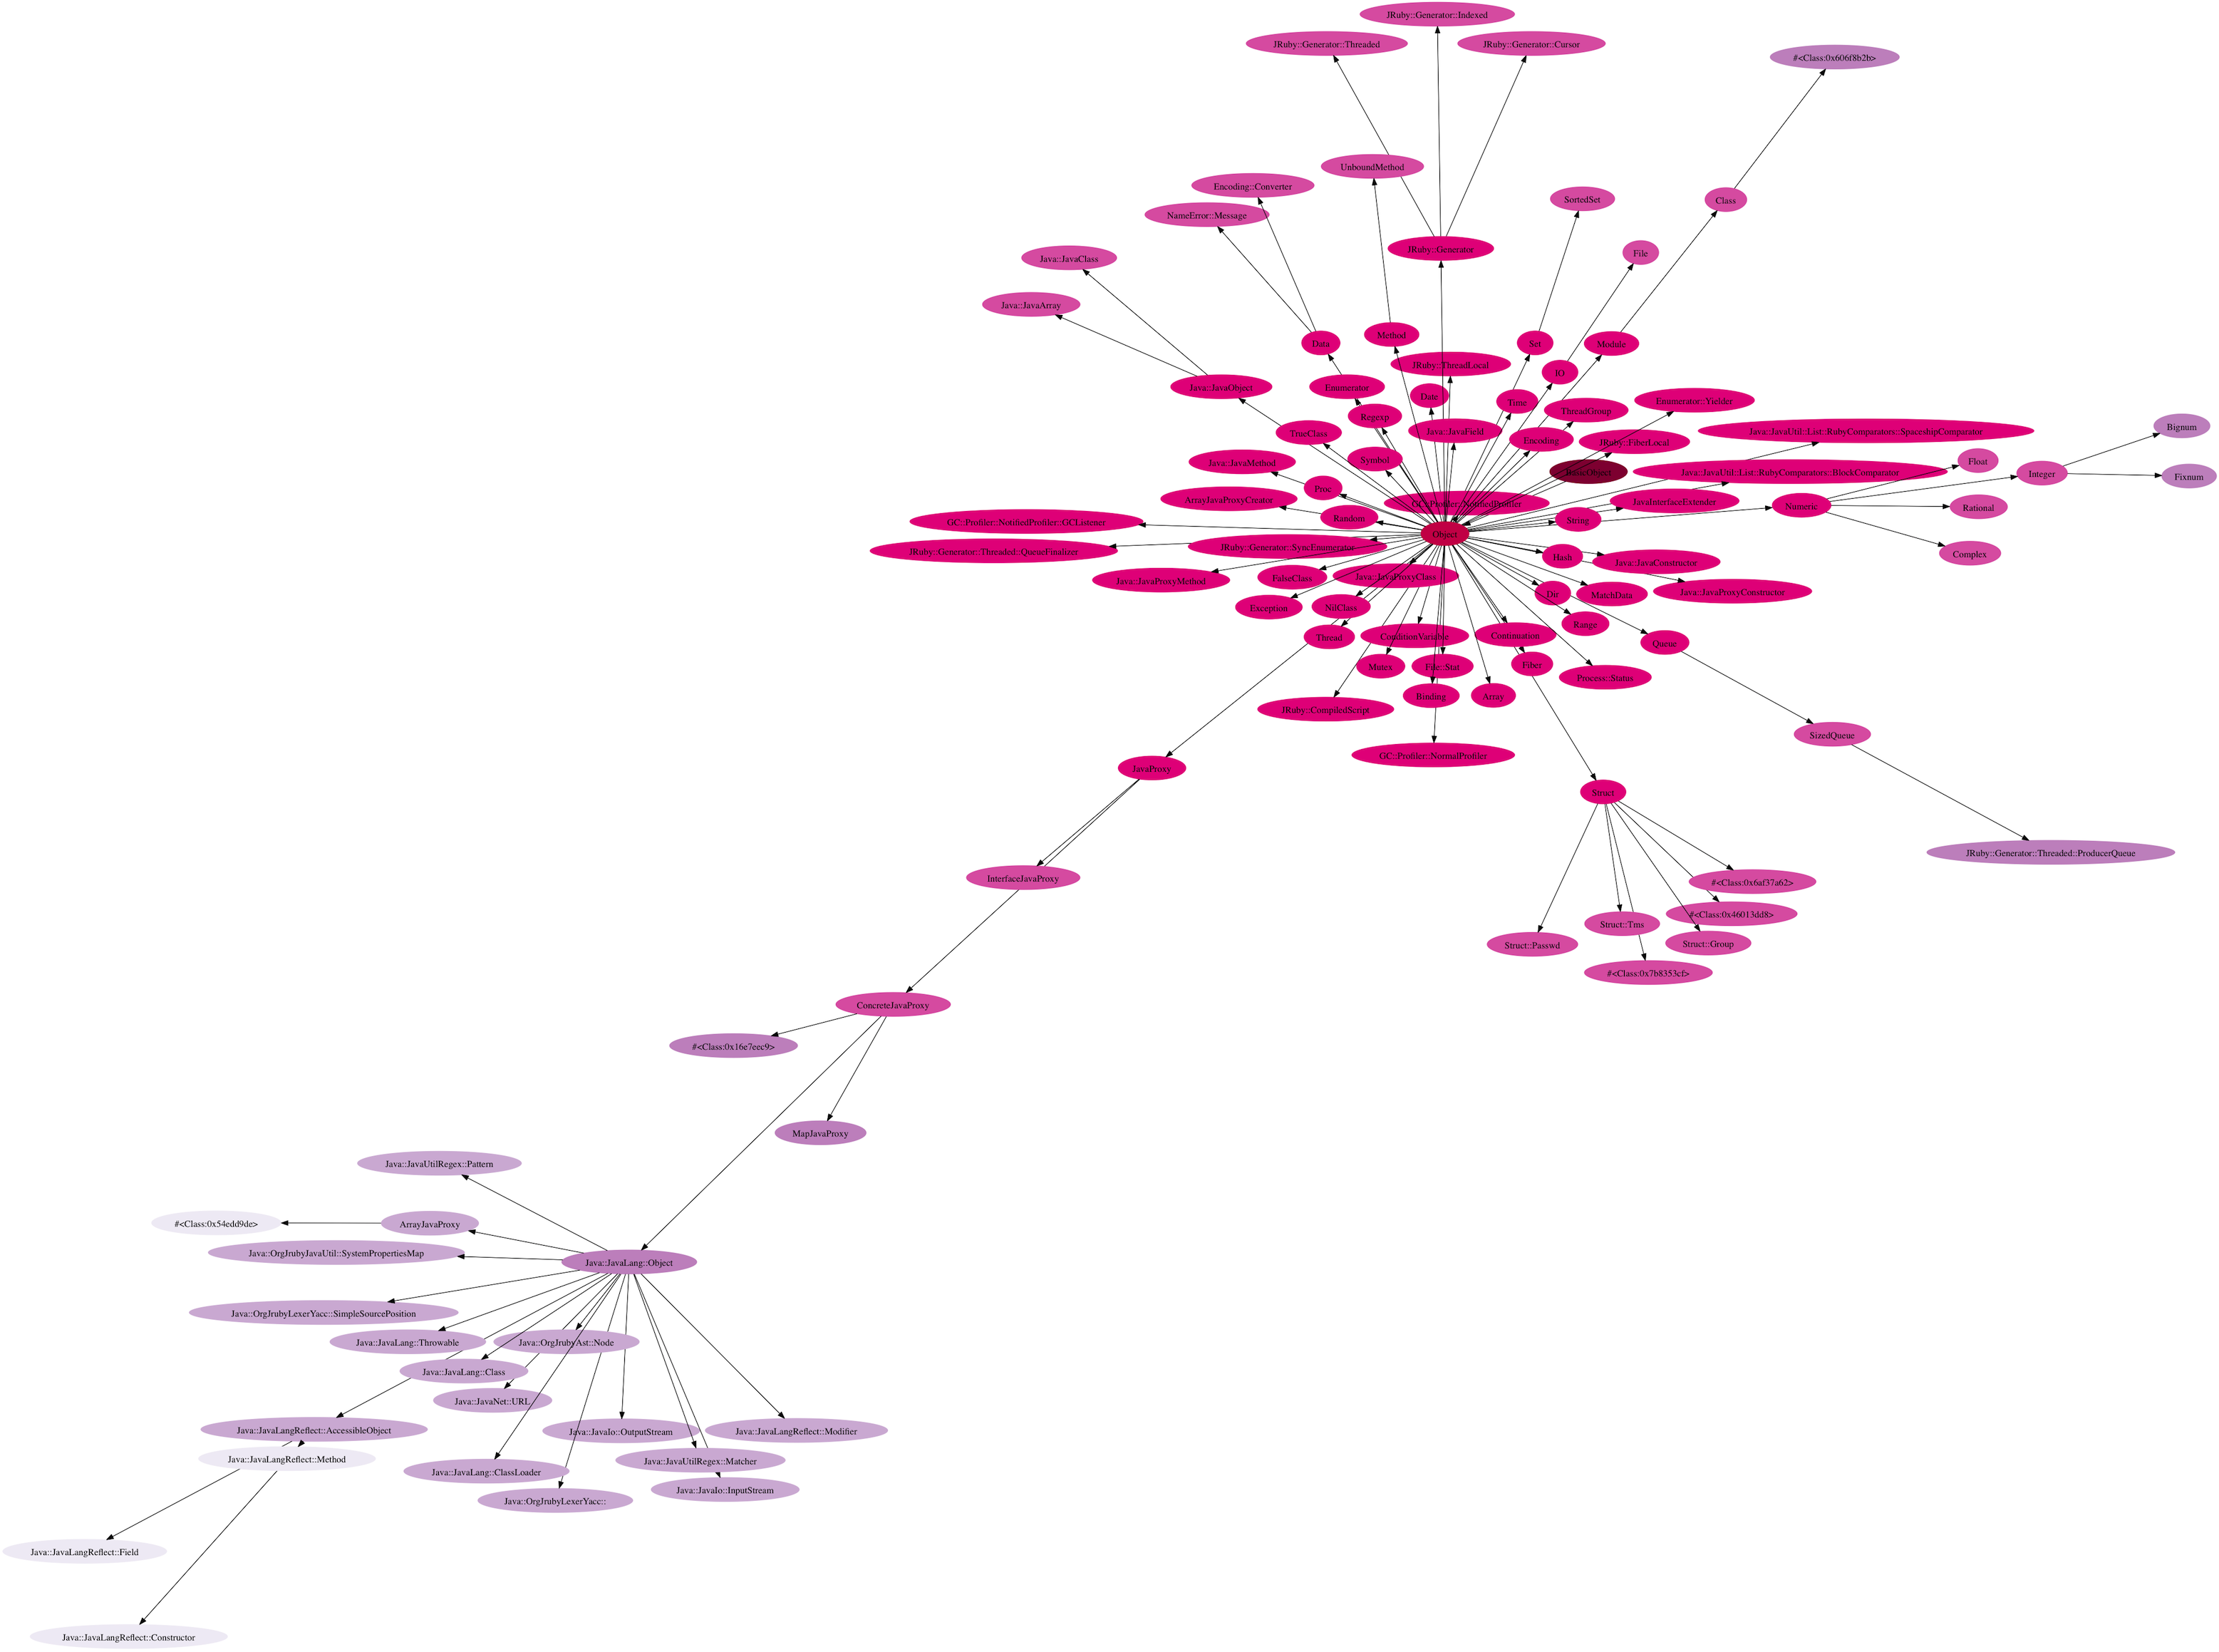 JRuby::Generator::Indexed
JRuby::Generator::Threaded
JRuby::Generator::Cursor
#<Class:0x606f8b2b>
UnboundMethod
Encoding::Converter
Class
SortedSet
NameError::Message
JRuby::Generator
File
Java::JavaClass
Java::JavaArray
Method
Data
Set
Module
JRuby::ThreadLocal
IO
Java::JavaObject
Enumerator
Date
Time
Enumerator::Yielder
ThreadGroup
Regexp
Bignum
TrueClass
Java::JavaField
Java::JavaUtil::List::RubyComparators::SpaceshipComparator
Encoding
JRuby::FiberLocal
Symbol
Float
Java::JavaMethod
BasicObject
Java::JavaUtil::List::RubyComparators::BlockComparator
Integer
Fixnum
Proc
ArrayJavaProxyCreator
GC::Profiler::NotifiedProfiler
JavaInterfaceExtender
Numeric
Rational
Random
String
GC::Profiler::NotifiedProfiler::GCListener
Object
JRuby::Generator::Threaded::QueueFinalizer
JRuby::Generator::SyncEnumerator
Hash
Complex
Java::JavaConstructor
Java::JavaProxyMethod
FalseClass
Java::JavaProxyClass
Java::JavaProxyConstructor
Dir
MatchData
Exception
NilClass
Range
Thread
ConditionVariable
Continuation
Queue
Mutex
File::Stat
Fiber
Process::Status
Binding
Array
JRuby::CompiledScript
SizedQueue
GC::Profiler::NormalProfiler
JavaProxy
Struct
JRuby::Generator::Threaded::ProducerQueue
InterfaceJavaProxy
#<Class:0x6af37a62>
#<Class:0x46013dd8>
Struct::Tms
Struct::Passwd
Struct::Group
#<Class:0x7b8353cf>
ConcreteJavaProxy
#<Class:0x16e7eec9>
MapJavaProxy
Java::JavaUtilRegex::Pattern
#<Class:0x54edd9de>
ArrayJavaProxy
Java::OrgJrubyJavaUtil::SystemPropertiesMap
Java::JavaLang::Object
Java::OrgJrubyLexerYacc::SimpleSourcePosition
Java::JavaLang::Throwable
Java::OrgJrubyAst::Node
Java::JavaLang::Class
Java::JavaNet::URL
Java::JavaLangReflect::AccessibleObject
Java::JavaIo::OutputStream
Java::JavaLangReflect::Modifier
Java::JavaLangReflect::Method
Java::JavaUtilRegex::Matcher
Java::JavaLang::ClassLoader
Java::JavaIo::InputStream
Java::OrgJrubyLexerYacc::
Java::JavaLangReflect::Field
Java::JavaLangReflect::Constructor